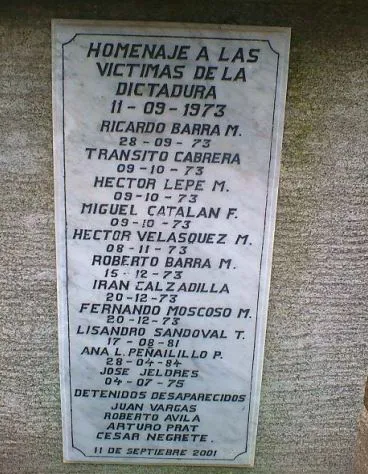 HOMENAJE A LAS
VICTIMAS DE LA
DICTADURA
11-09-1973
RICARDO BARRA M.
28-09-73
TRANSITO CABRERA
09-10-73
HECTOR LEPE M.
09-10-73
MIGUEL CATALAN F.
09-10-73
HECTOR VELASQUEZ M.
08-11-73
ROBERTO BARRA M.
15-12-73
IRAN CALZADILLA
20-12-73
FERNANDO MOSCOSO M.
20-12-73
LISANDRO SANDOVAL T.
17-08-81
ANA L. PEÑAILILLO P.
28-04-84
JOSE JELDRES
04-07-75
DETENIDOS DESAPARECIDOS
JUAN VARGAS
ROBERTO AVILA
ARTURO PRAT
CESAR NEGRETE.
11 DE SEPTIEBRE 2001